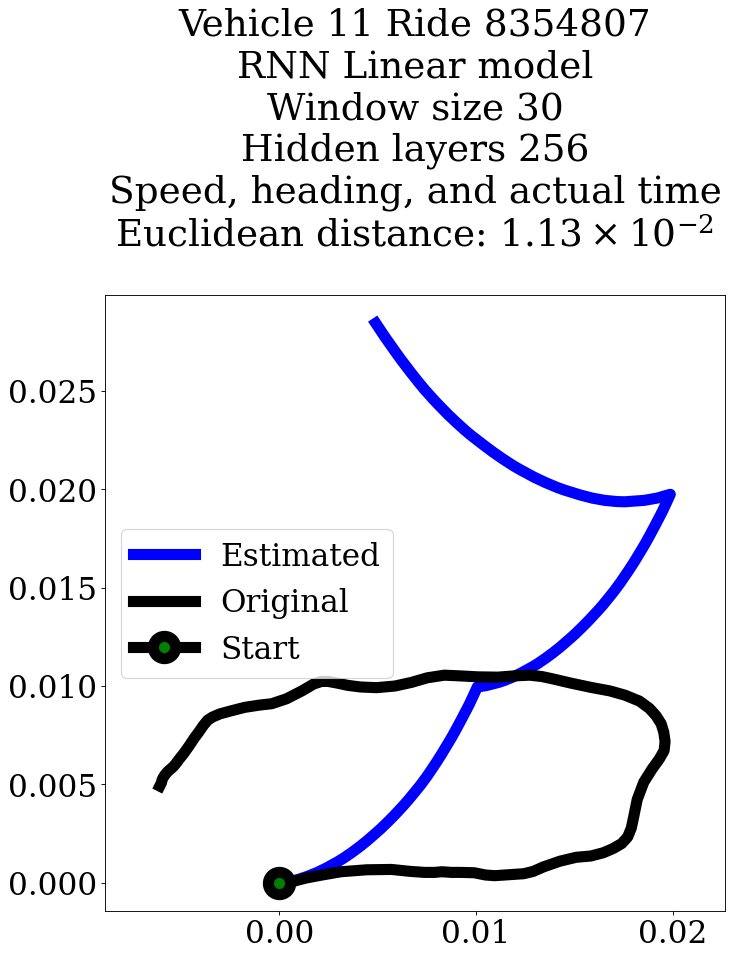 Vehicle 11 Ride 8354807
RNN Linear model
Window size 30
Hidden layers 256
Speed, heading, and actual time
Euclidean distance: 1.13 × 10⁻²
0.025
0.020
0.015
0.010
0.005
0.000
Estimated
Original
Start
0.00 0.01 0.02